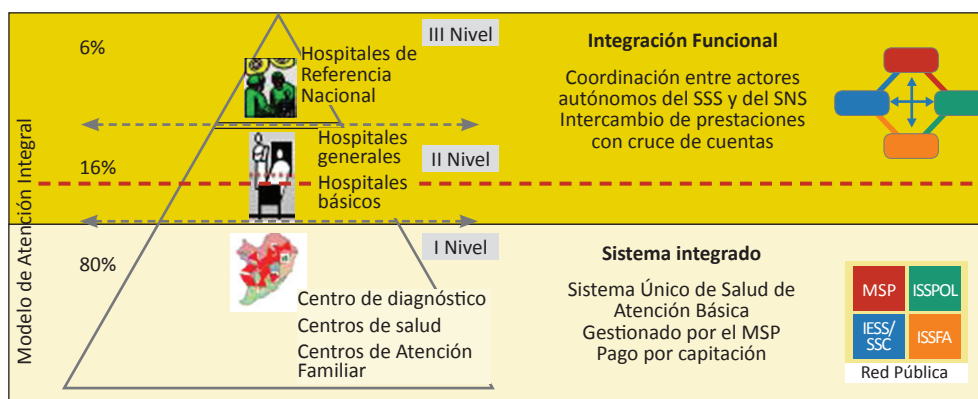 Modelo de Atención Integral
6%
III Nivel
Hospitales de
Referencia
Nacional
Integración Funcional
Coordinación entre actores
autónomos del SSS y del SNS
Intercambio de prestaciones
con cruce de cuentas
16%
Hospitales
generales
II Nivel
Hospitales
básicos
80%
I Nivel
Centro de diagnóstico
Centros de salud
Centros de Atención
Familiar
Sistema integrado
Sistema Único de Salud de
Atención Básica
Gestionado por el MSP
Pago por capitación
MSP
ISSPOL
IESS/
SSC
ISSFA
Red Pública